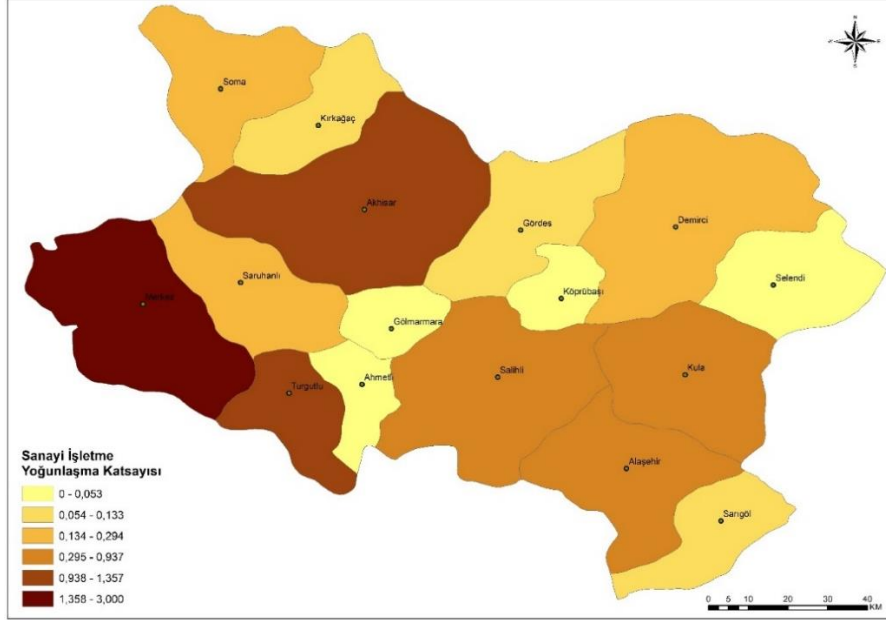 Soma
Kırkağaç
Akhisar
Gördes
Demirci
Selendi
Saruhanlı
Köprübaşı
Merkez
Gölmarmara
Turgutlu
Ahmetli
Salihli
Kula
Alaşehir
Sarıgöl
Sanayi İşletme
Yoğunlaşma Katsayısı
0 - 0,053
0,054 - 0,133
0,134 - 0,294
0,295 - 0,937
0,938 - 1,357
1,358 - 3,000
0 5 10 20 30 40
KM